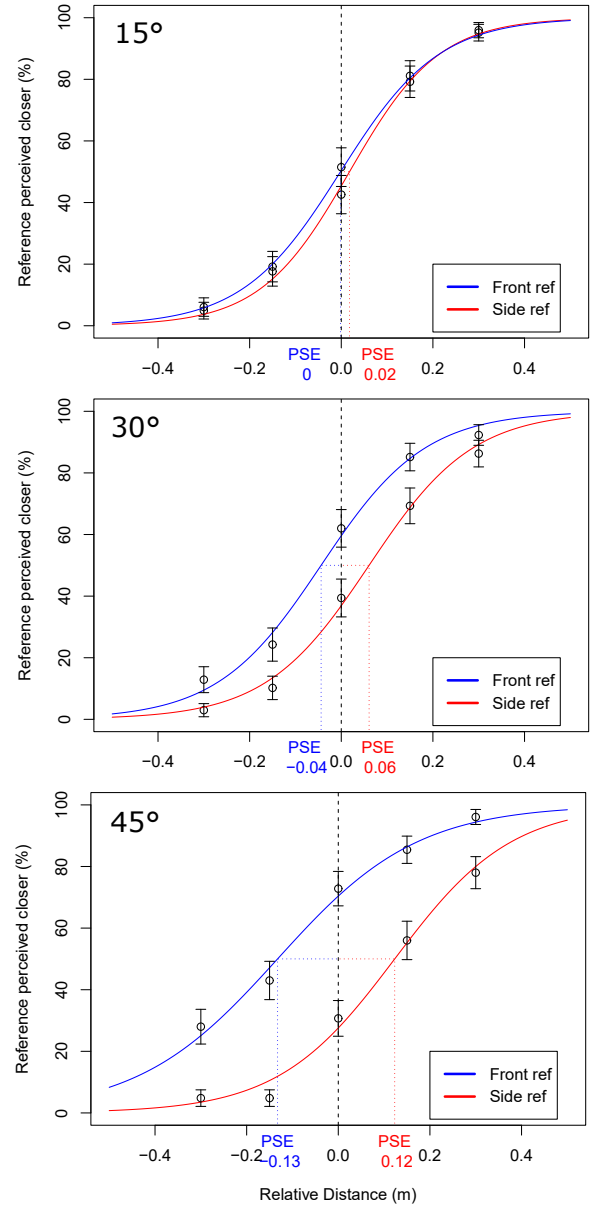 15°
Reference perceived closer (%)
100
80
60
40
20
0
Front ref
Side ref
PSE
0
PSE
0.02
−0.4 −0.2 0.0 0.2 0.4
30°
Reference perceived closer (%)
100
80
60
40
20
0
Front ref
Side ref
PSE
−0.04
PSE
0.06
−0.4 −0.2 0.0 0.2 0.4
45°
Reference perceived closer (%)
100
80
60
40
20
0
Front ref
Side ref
PSE
−0.13
PSE
0.12
−0.4 −0.2 0.0 0.2 0.4
Relative Distance (m)